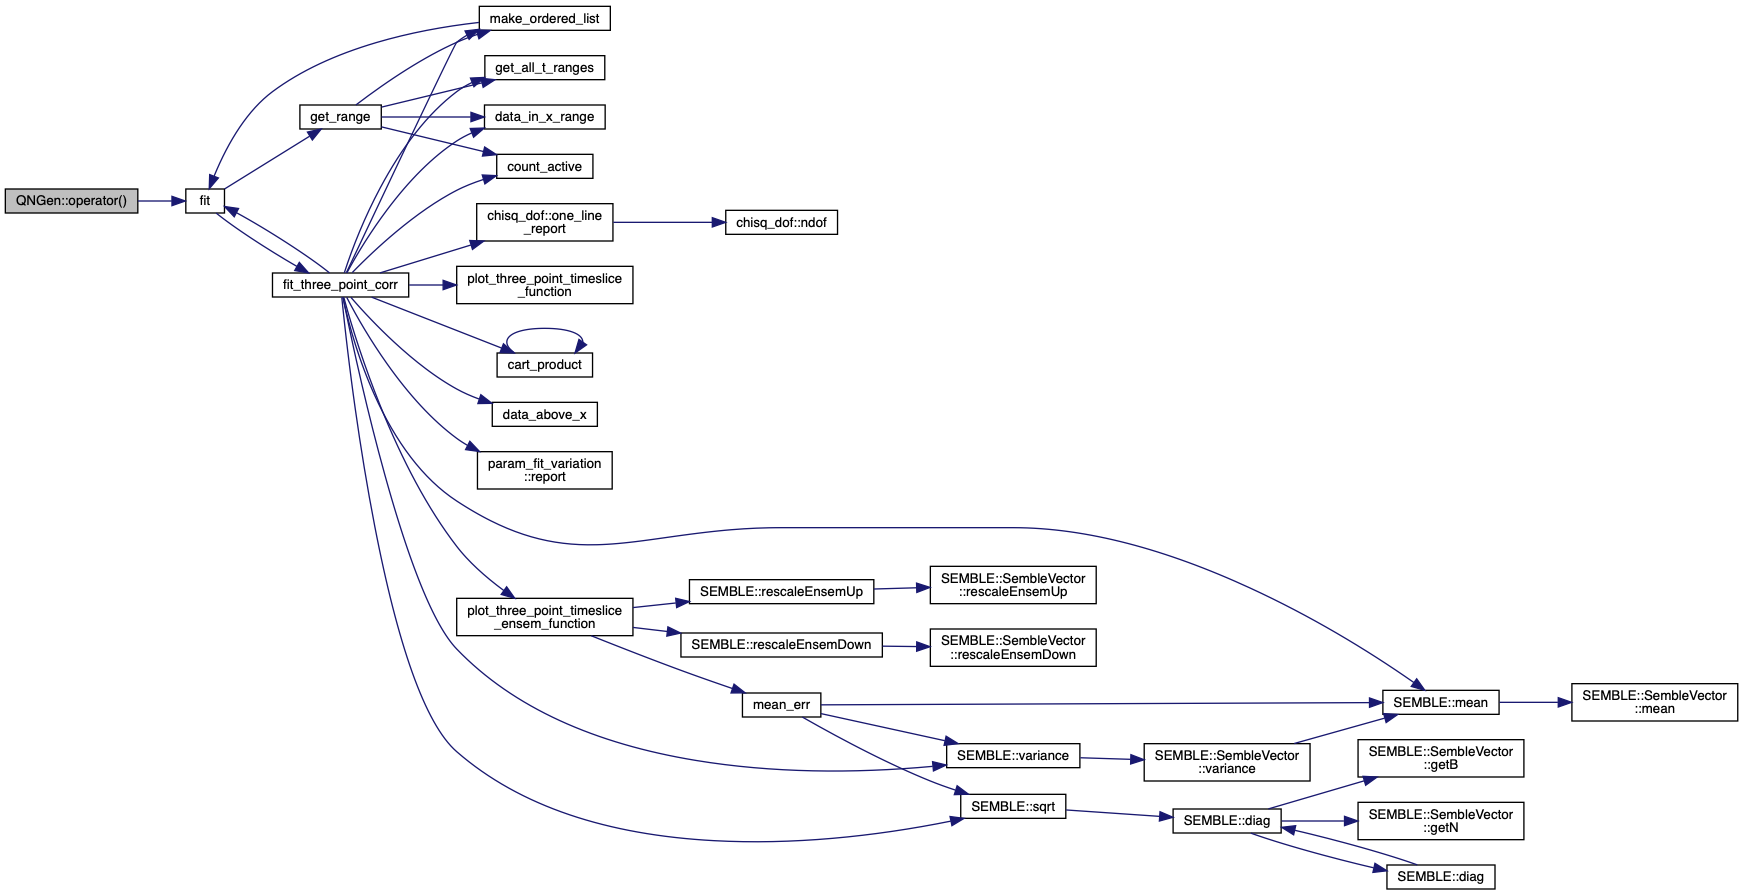 make_ordered_list
get_all_t_ranges
get_range
data_in_x_range
count_active
QNGen::operator()
fit
chisq_dof::one_line
_report
chisq_dof::ndof
fit_three_point_corr
plot_three_point_timeslice
_function
cart_product
data_above_x
param_fit_variation
::report
plot_three_point_timeslice
_ensem_function
SEMBLE::rescaleEnsemUp
SEMBLE::SembleVector
::rescaleEnsemUp
SEMBLE::rescaleEnsemDown
SEMBLE::SembleVector
::rescaleEnsemDown
mean_err
SEMBLE::mean
SEMBLE::SembleVector
::mean
SEMBLE::variance
SEMBLE::SembleVector
::variance
SEMBLE::SembleVector
::getB
SEMBLE::sqrt
SEMBLE::diag
SEMBLE::SembleVector
::getN
SEMBLE::diag